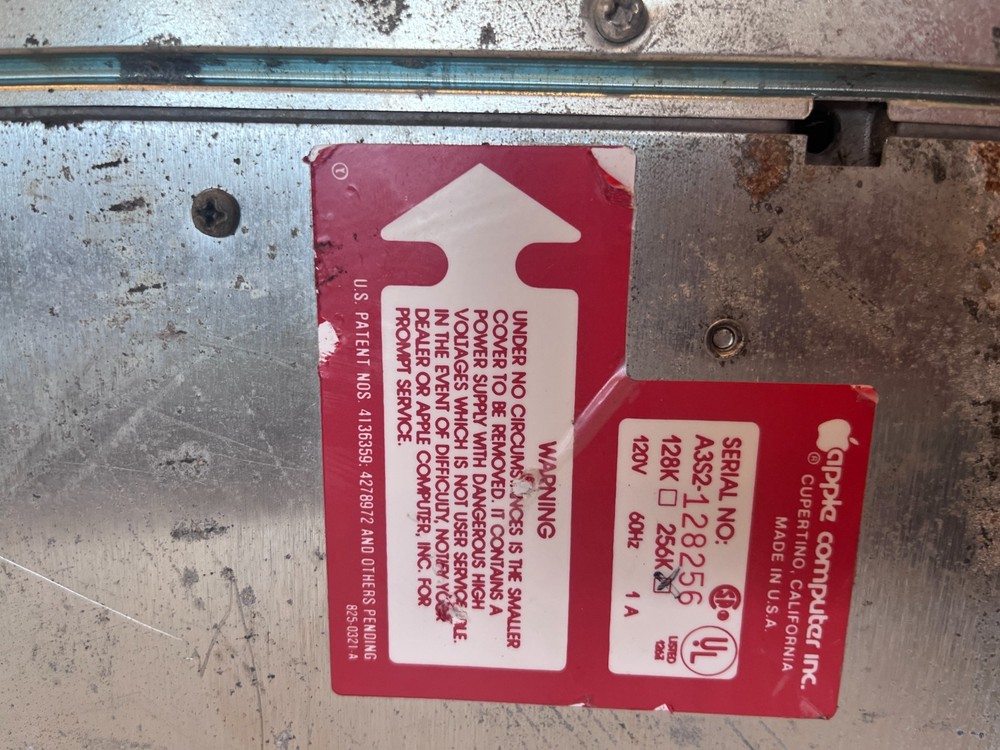 apple computer inc.
®
CUPERTINO, CALIFORNIA
MADE IN U.S.A.
SERIAL NO:
A3S2-128256
128K 256K
120V 60Hz 1 A
UL
LISTED
WARNING
UNDER NO IS THE SMALLER
COVER TO BE REMOVED. IT CONTAINS A
POWER SUPPLY WITH DANGEROUS HIGH
VOLTAGES WHICH IS NOT USER
IN THE EVENT OF DIFFICULTY, NOTIFY
DEALER OR APPLE COMPUTER, INC. FOR
PROMPT SERVICE.
U.S. PATENT NOS. 4136359: 4278972 AND OTHERS PENDING
825-0321-A